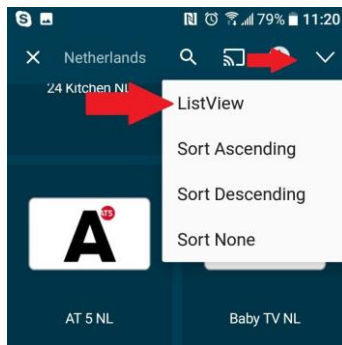 79% 11:20
Netherlands
24 Kitchen NL
ListView
Sort Ascending
Sort Descending
Sort None
A AT5
AT 5 NL
Baby TV NL